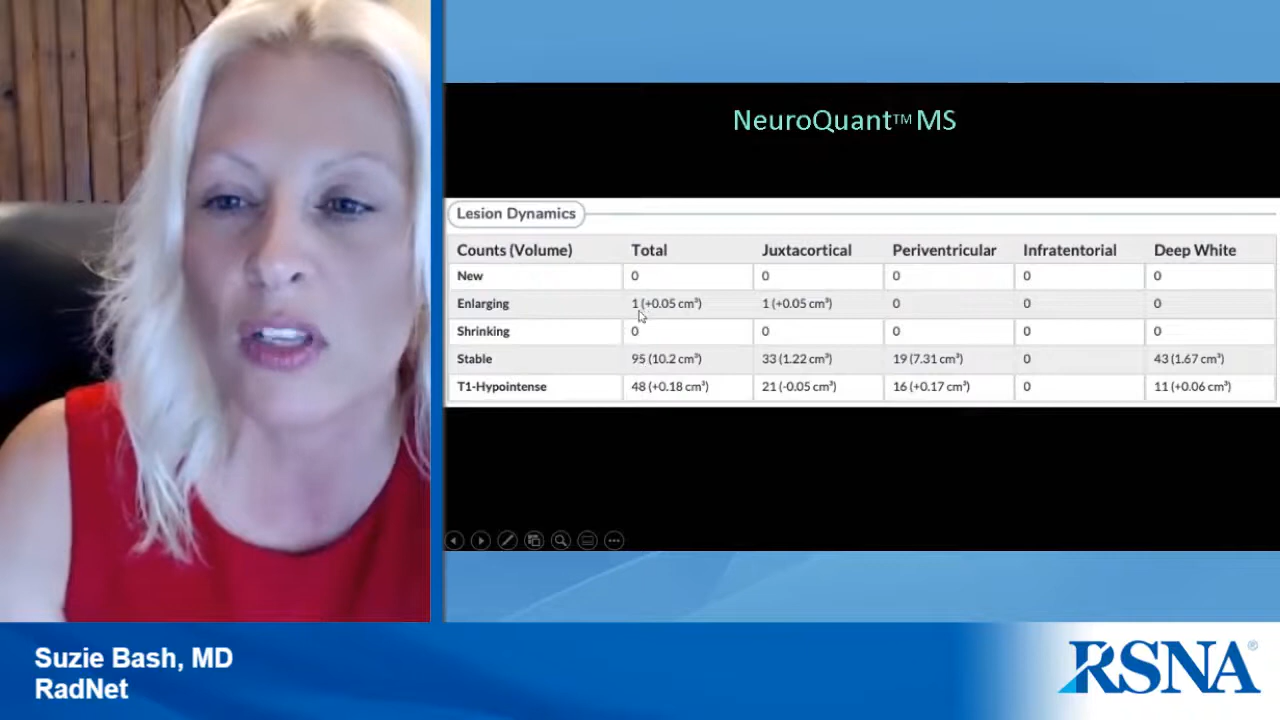 NeuroQuant™ MS
Lesion Dynamics
Counts (Volume) Total Juxtacortical Periventricular Infratentorial Deep White
New 0 0 0 0 0
Enlarging 1 (+0.05 cm³) 1 (+0.05 cm³) 0 0 0
Shrinking 0 0 0 0 0
Stable 95 (10.2 cm³) 33 (1.22 cm³) 19 (7.31 cm³) 0 43 (1.67 cm³)
T1-Hypointense 48 (+0.18 cm³) 21 (-0.05 cm³) 16 (+0.17 cm³) 0 11 (+0.06 cm³)
Suzie Bash, MD
RadNet
RSNA®